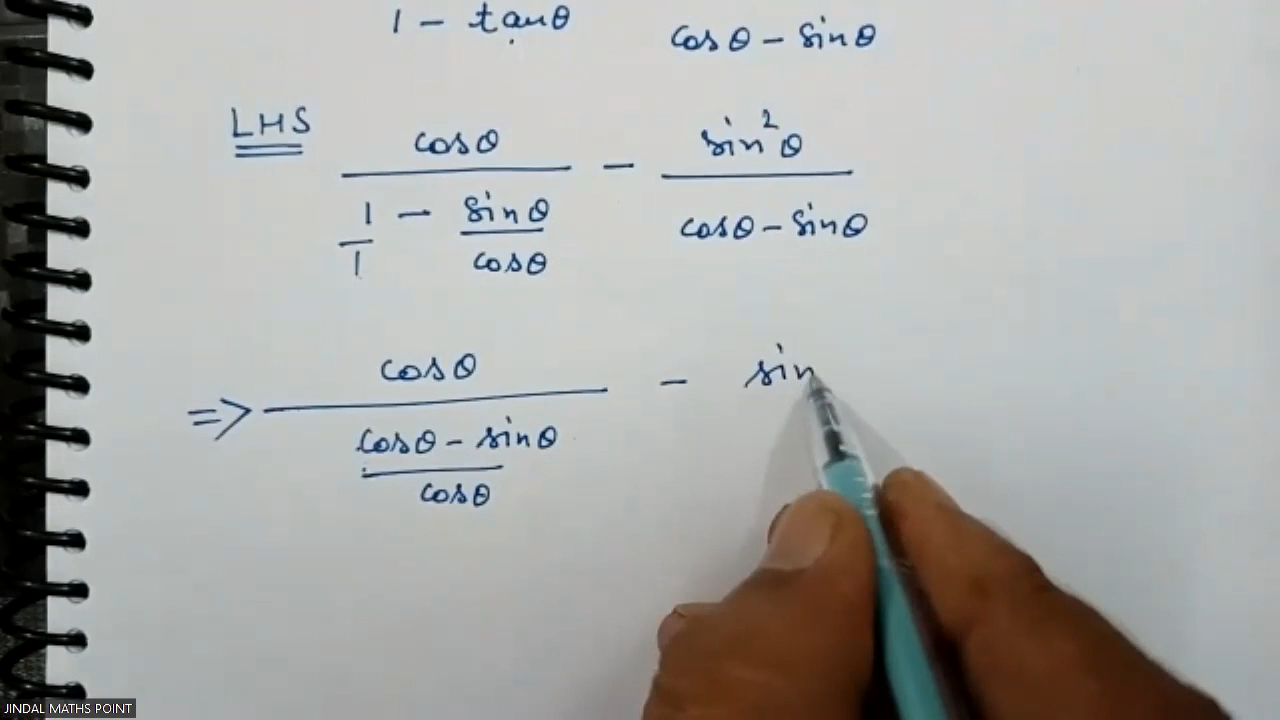 1 - tanθ cosθ - sinθ
LHS cosθ - sin²θ
1 - sinθ cosθ - sinθ
1 cosθ
cosθ - sin
=>
cosθ - sinθ
cosθ
JINDAL MATHS POINT